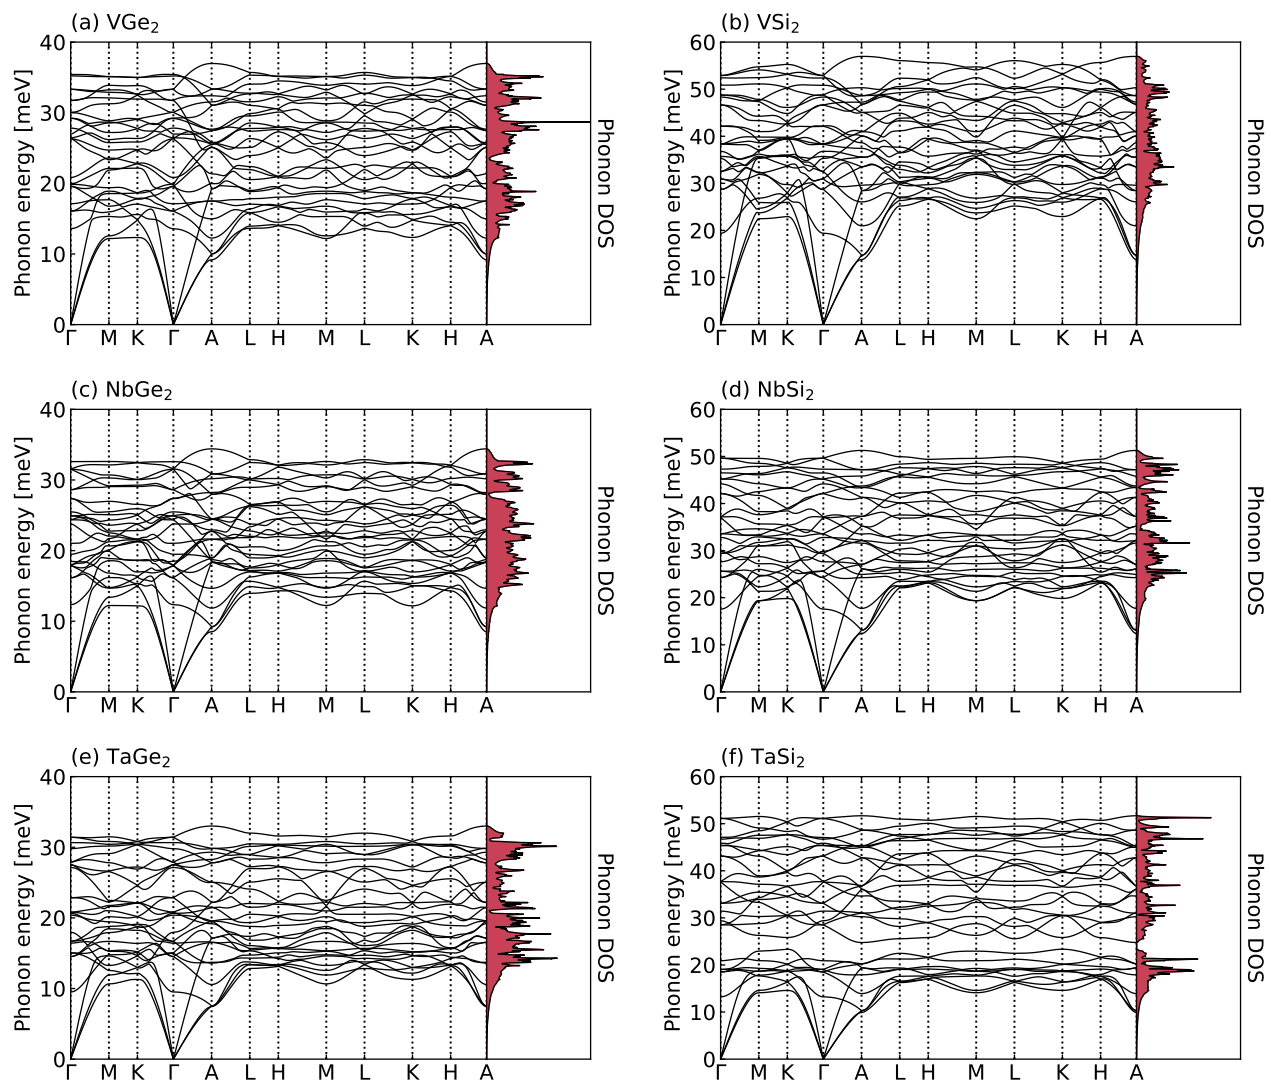 (a) VGe₂
40
30
20
10
0
Phonon energy [meV]
Γ M K Γ A L H M L K H A
Phonon DOS
(b) VSi₂
60
50
40
30
20
10
0
Phonon energy [meV]
Γ M K Γ A L H M L K H A
Phonon DOS
(c) NbGe₂
40
30
20
10
0
Phonon energy [meV]
Γ M K Γ A L H M L K H A
Phonon DOS
(d) NbSi₂
60
50
40
30
20
10
0
Phonon energy [meV]
Γ M K Γ A L H M L K H A
Phonon DOS
(e) TaGe₂
40
30
20
10
0
Phonon energy [meV]
Γ M K Γ A L H M L K H A
Phonon DOS
(f) TaSi₂
60
50
40
30
20
10
0
Phonon energy [meV]
Γ M K Γ A L H M L K H A
Phonon DOS